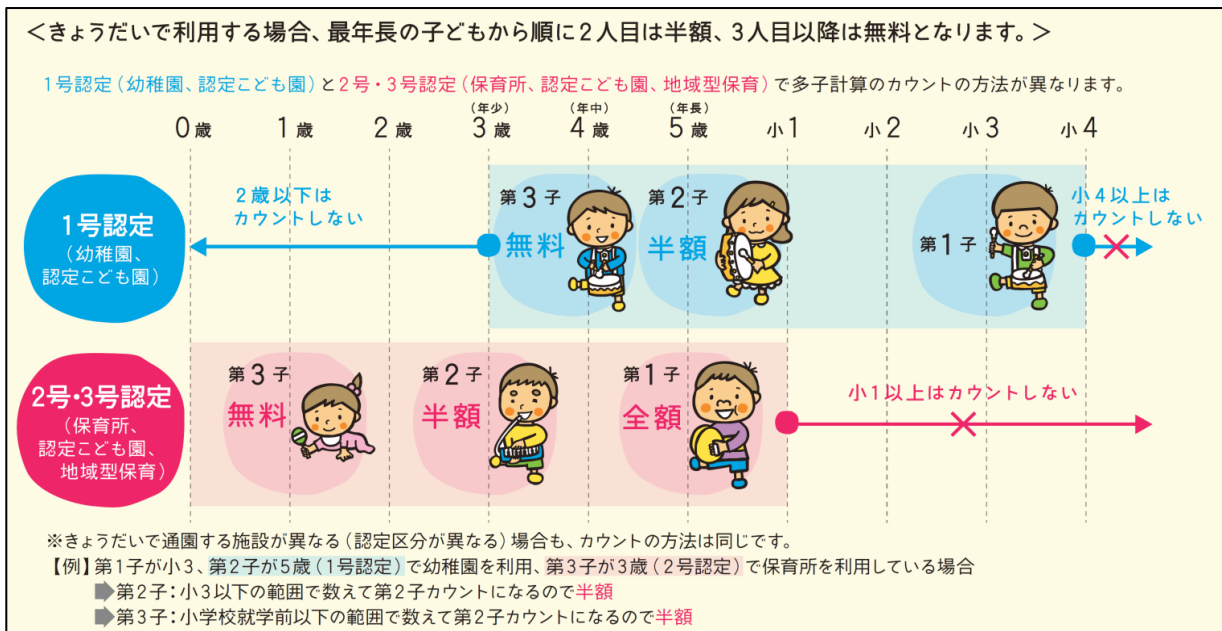 ＜きょうだいで利用する場合、最年長の子どもから順に2人目は半額、3人目以降は無料となります。＞
1号認定（幼稚園、認定こども園）と2号・3号認定（保育所、認定こども園、地域型保育）で多子計算のカウントの方法が異なります。
（年少） （年中） （年長）
0歳 1歳 2歳 3歳 4歳 5歳 小1 小2 小3 小4
1号認定
（幼稚園、
認定こども園）
2歳以下は
カウントしない
第3子
無料
第2子
半額
第1子
小4以上は
カウントしない
2号・3号認定
（保育所、
認定こども園、
地域型保育）
第3子
無料
第2子
半額
第1子
全額
小1以上はカウントしない
※きょうだいで通園する施設が異なる（認定区分が異なる）場合も、カウントの方法は同じです。
【例】第1子が小3、第2子が5歳（1号認定）で幼稚園を利用、第3子が3歳（2号認定）で保育所を利用している場合
第2子：小3以下の範囲で数えて第2子カウントになるので半額
第3子：小学校就学前以下の範囲で数えて第2子カウントになるので半額